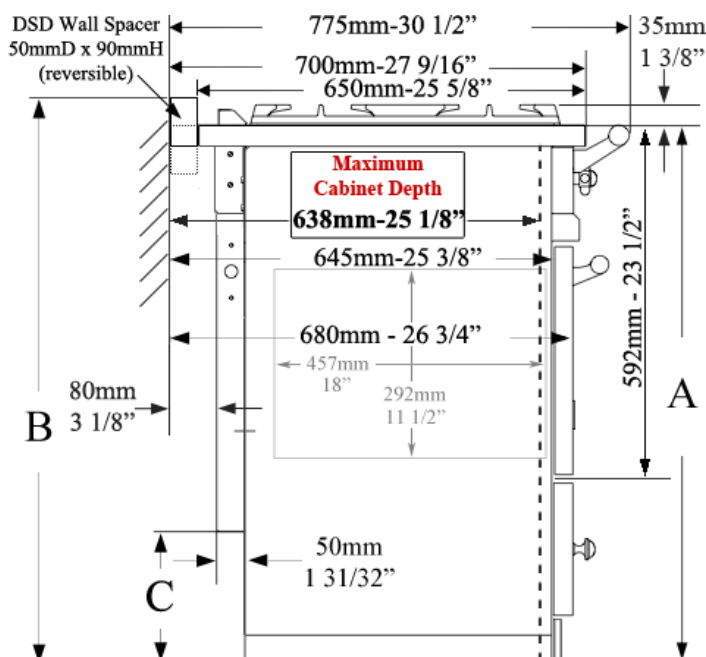 DSD Wall Spacer
50mmD x 90mmH
(reversible)
775mm-30 1/2”
35mm
1 3/8”
700mm-27 9/16”
650mm-25 5/8”
Maximum
Cabinet Depth
638mm-25 1/8”
645mm-25 3/8”
592mm - 23 1/2”
680mm - 26 3/4”
457mm
18”
292mm
11 1/2”
80mm
3 1/8”
A
B
50mm
1 31/32”
C